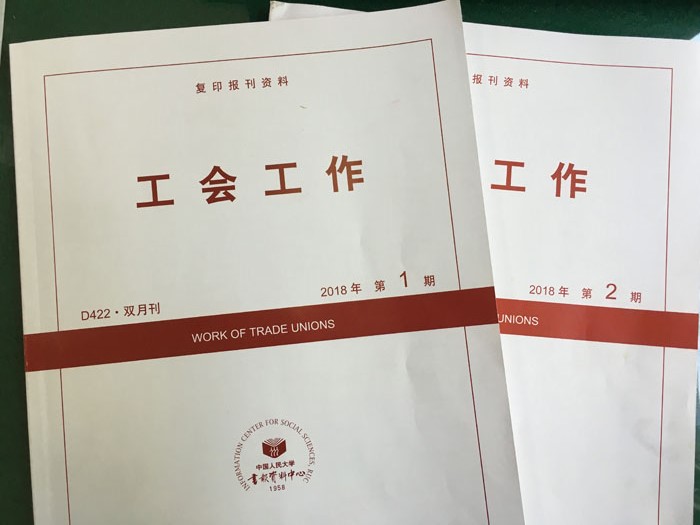 复印报刊资料
工会工作
2018年 第1期
D422·双月刊
WORK OF TRADE UNIONS
INFORMATION CENTER FOR SOCIAL SCIENCES, RUC
中国人民大学
书报资料中心
1958
报刊资料
工作
2018年 第2期
UNIONS